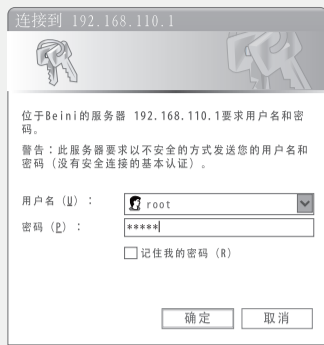 连接到 192.168.110.1
位于Beini的服务器 192.168.110.1要求用户名和密
码。
警告：此服务器要求以不安全的方式发送您的用户名和
密码（没有安全连接的基本认证）。
用户名（U）： root
密码（P）： *****
记住我的密码（R）
确定 取消